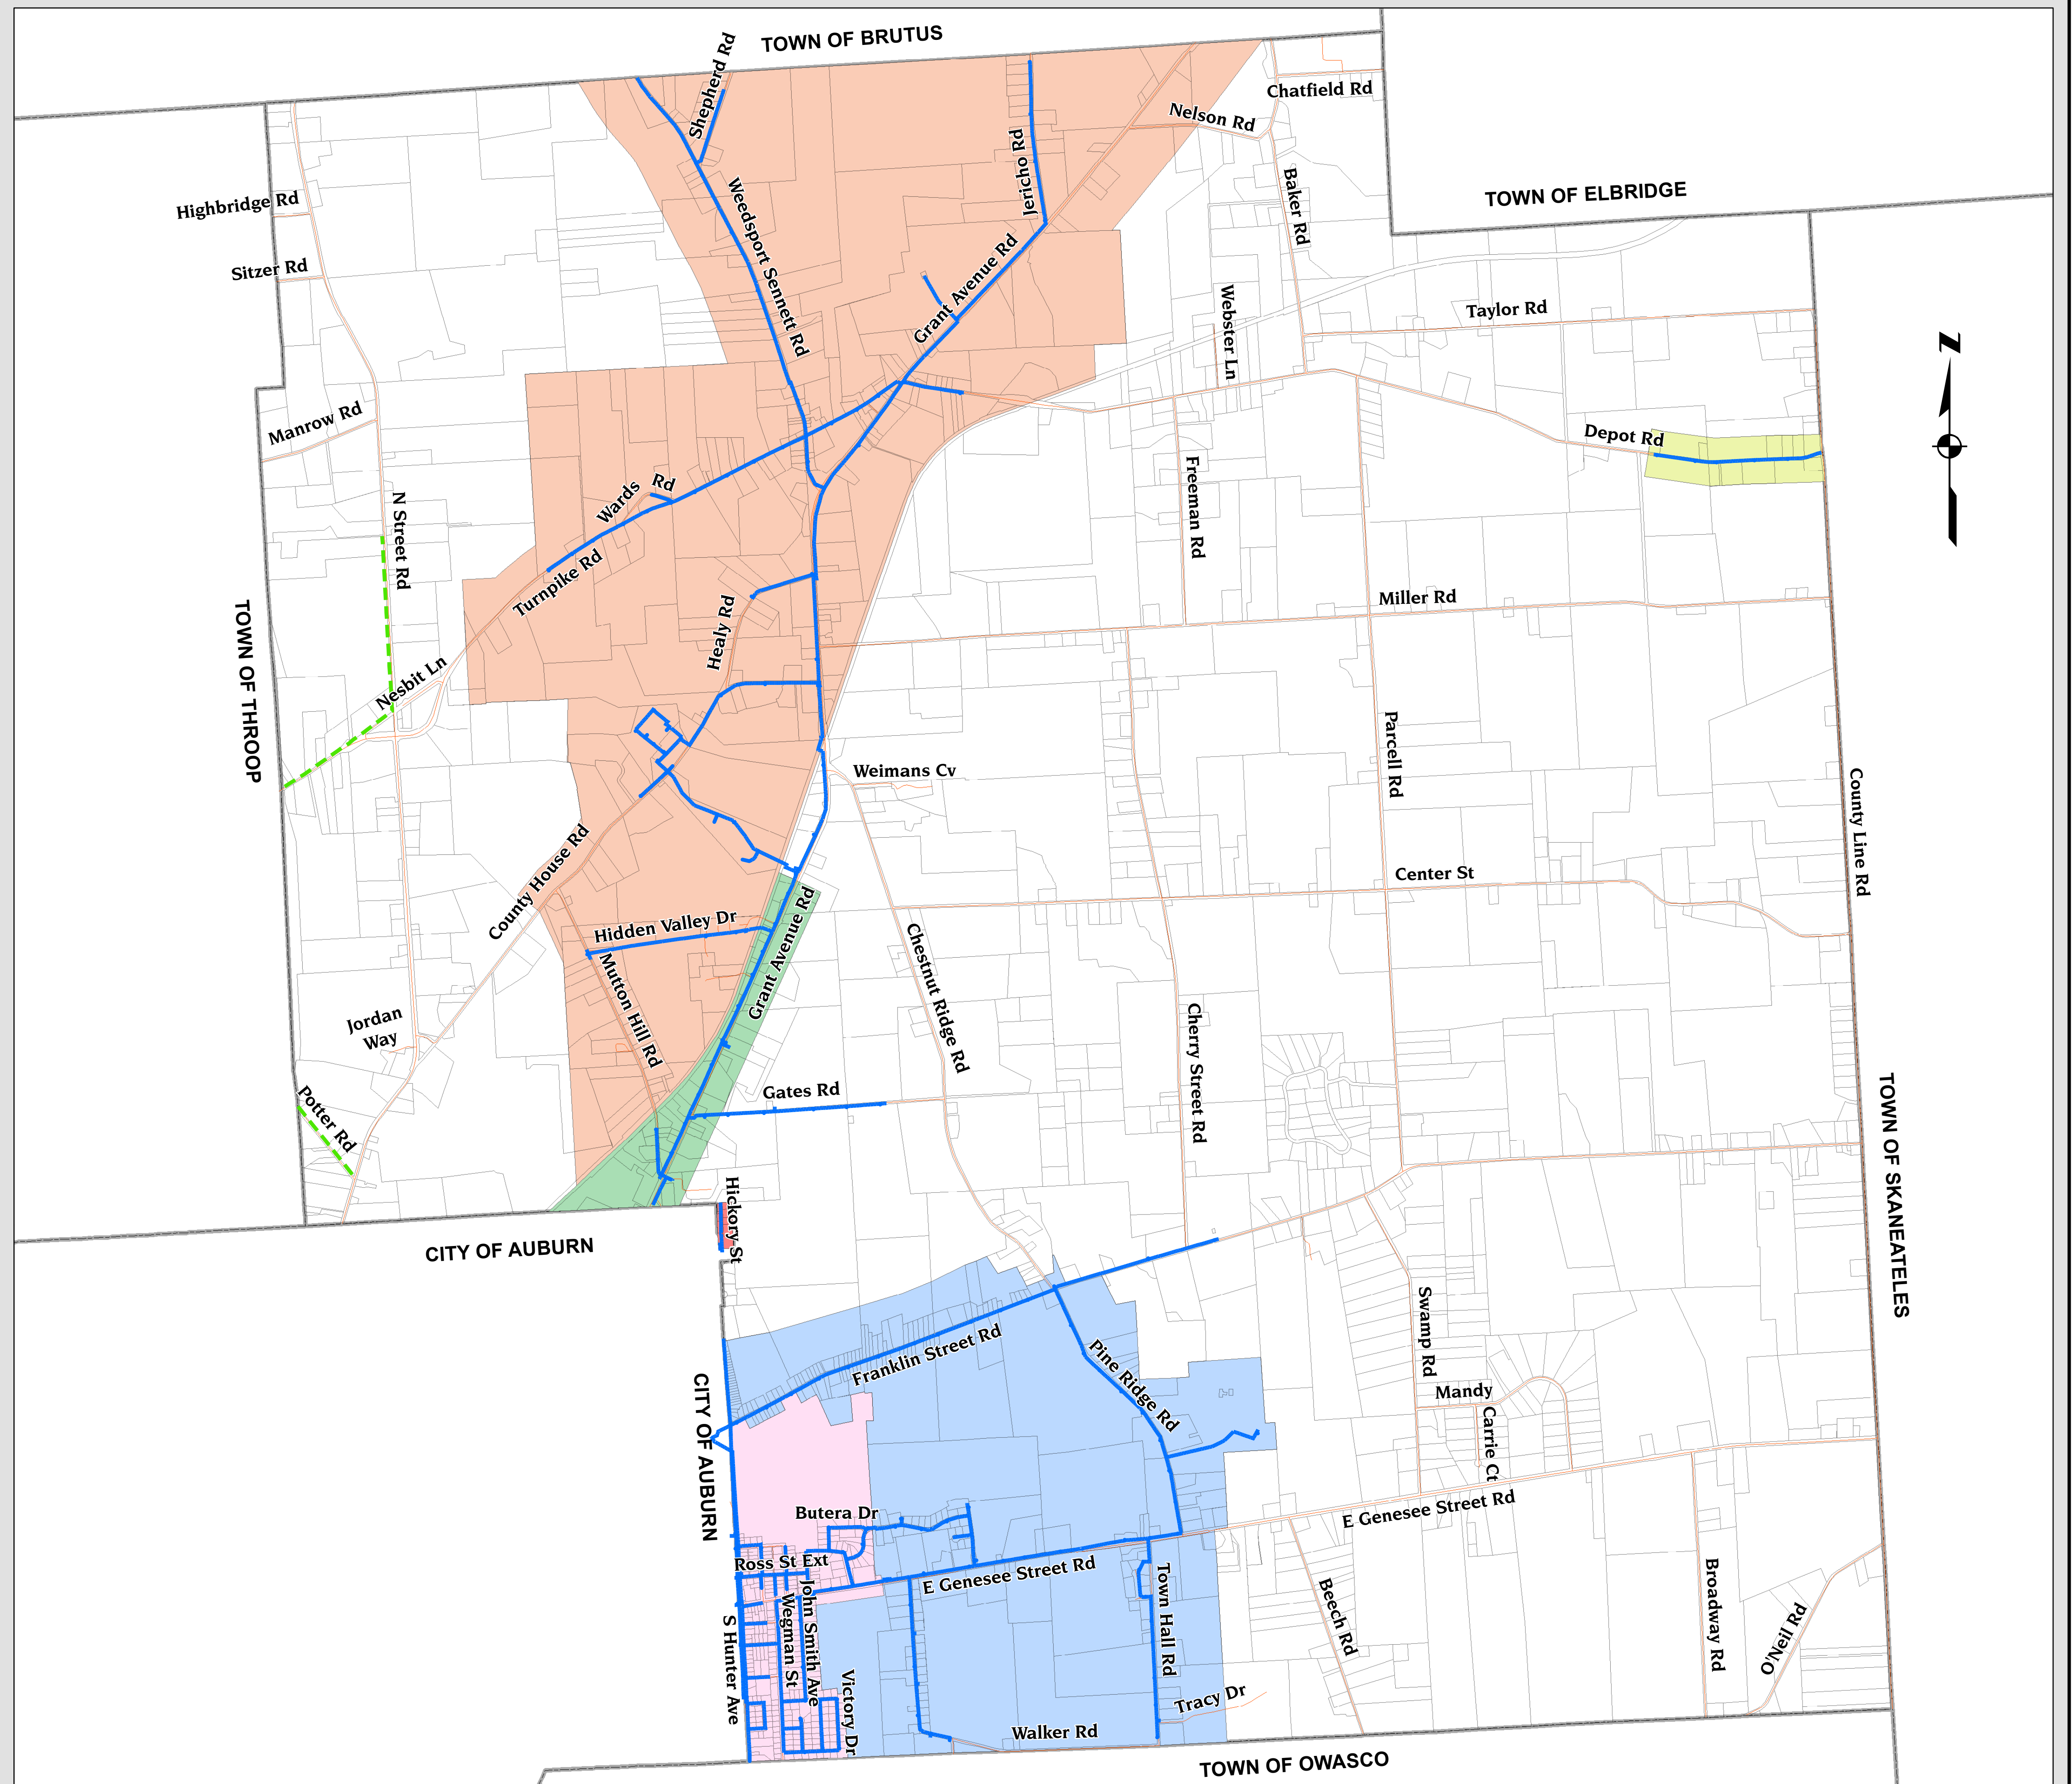 TOWN OF BRUTUS
Shepherd Rd
Chatfield Rd
Nelson Rd
Jericho Rd
Baker Rd
Highbridge Rd
TOWN OF ELBRIDGE
Weedsport Sennett Rd
Sitzer Rd
Grant Avenue Rd
Webster Ln
Taylor Rd
N
Manrow Rd
Depot Rd
Wards Rd
N Street Rd
Freeman Rd
Turnpike Rd
Miller Rd
Healy Rd
TOWN OF THROOP
Nesbit Ln
Parcell Rd
Weimans Cv
County Line Rd
County House Rd
Center St
Hidden Valley Dr
Grant Avenue Rd
Chestnut Ridge Rd
Mutton Hill Rd
Jordan
Way
Cherry Street Rd
Gates Rd
Potter Rd
TOWN OF SKANEATELES
Hickory St
CITY OF AUBURN
Swamp Rd
Franklin Street Rd
Pine Ridge Rd
CITY OF AUBURN
Mandy
Carrie Ct
Butera Dr
E Genesee Street Rd
Ross St Ext
E Genesee Street Rd
Town Hall Rd
John Smith Ave
Wegman St
S Hunter Ave
Beech Rd
Broadway Rd
O'Neil Rd
Victory Dr
Tracy Dr
Walker Rd
TOWN OF OWASCO